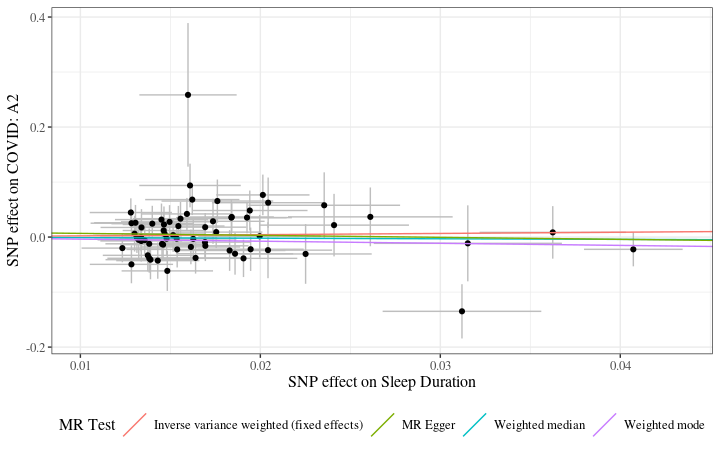 0.4
0.2
0.0
-0.2
SNP effect on COVID: A2
0.01
0.02
0.03
0.04
SNP effect on Sleep Duration
MR Test
Inverse variance weighted (fixed effects)
MR Egger
Weighted median
Weighted mode